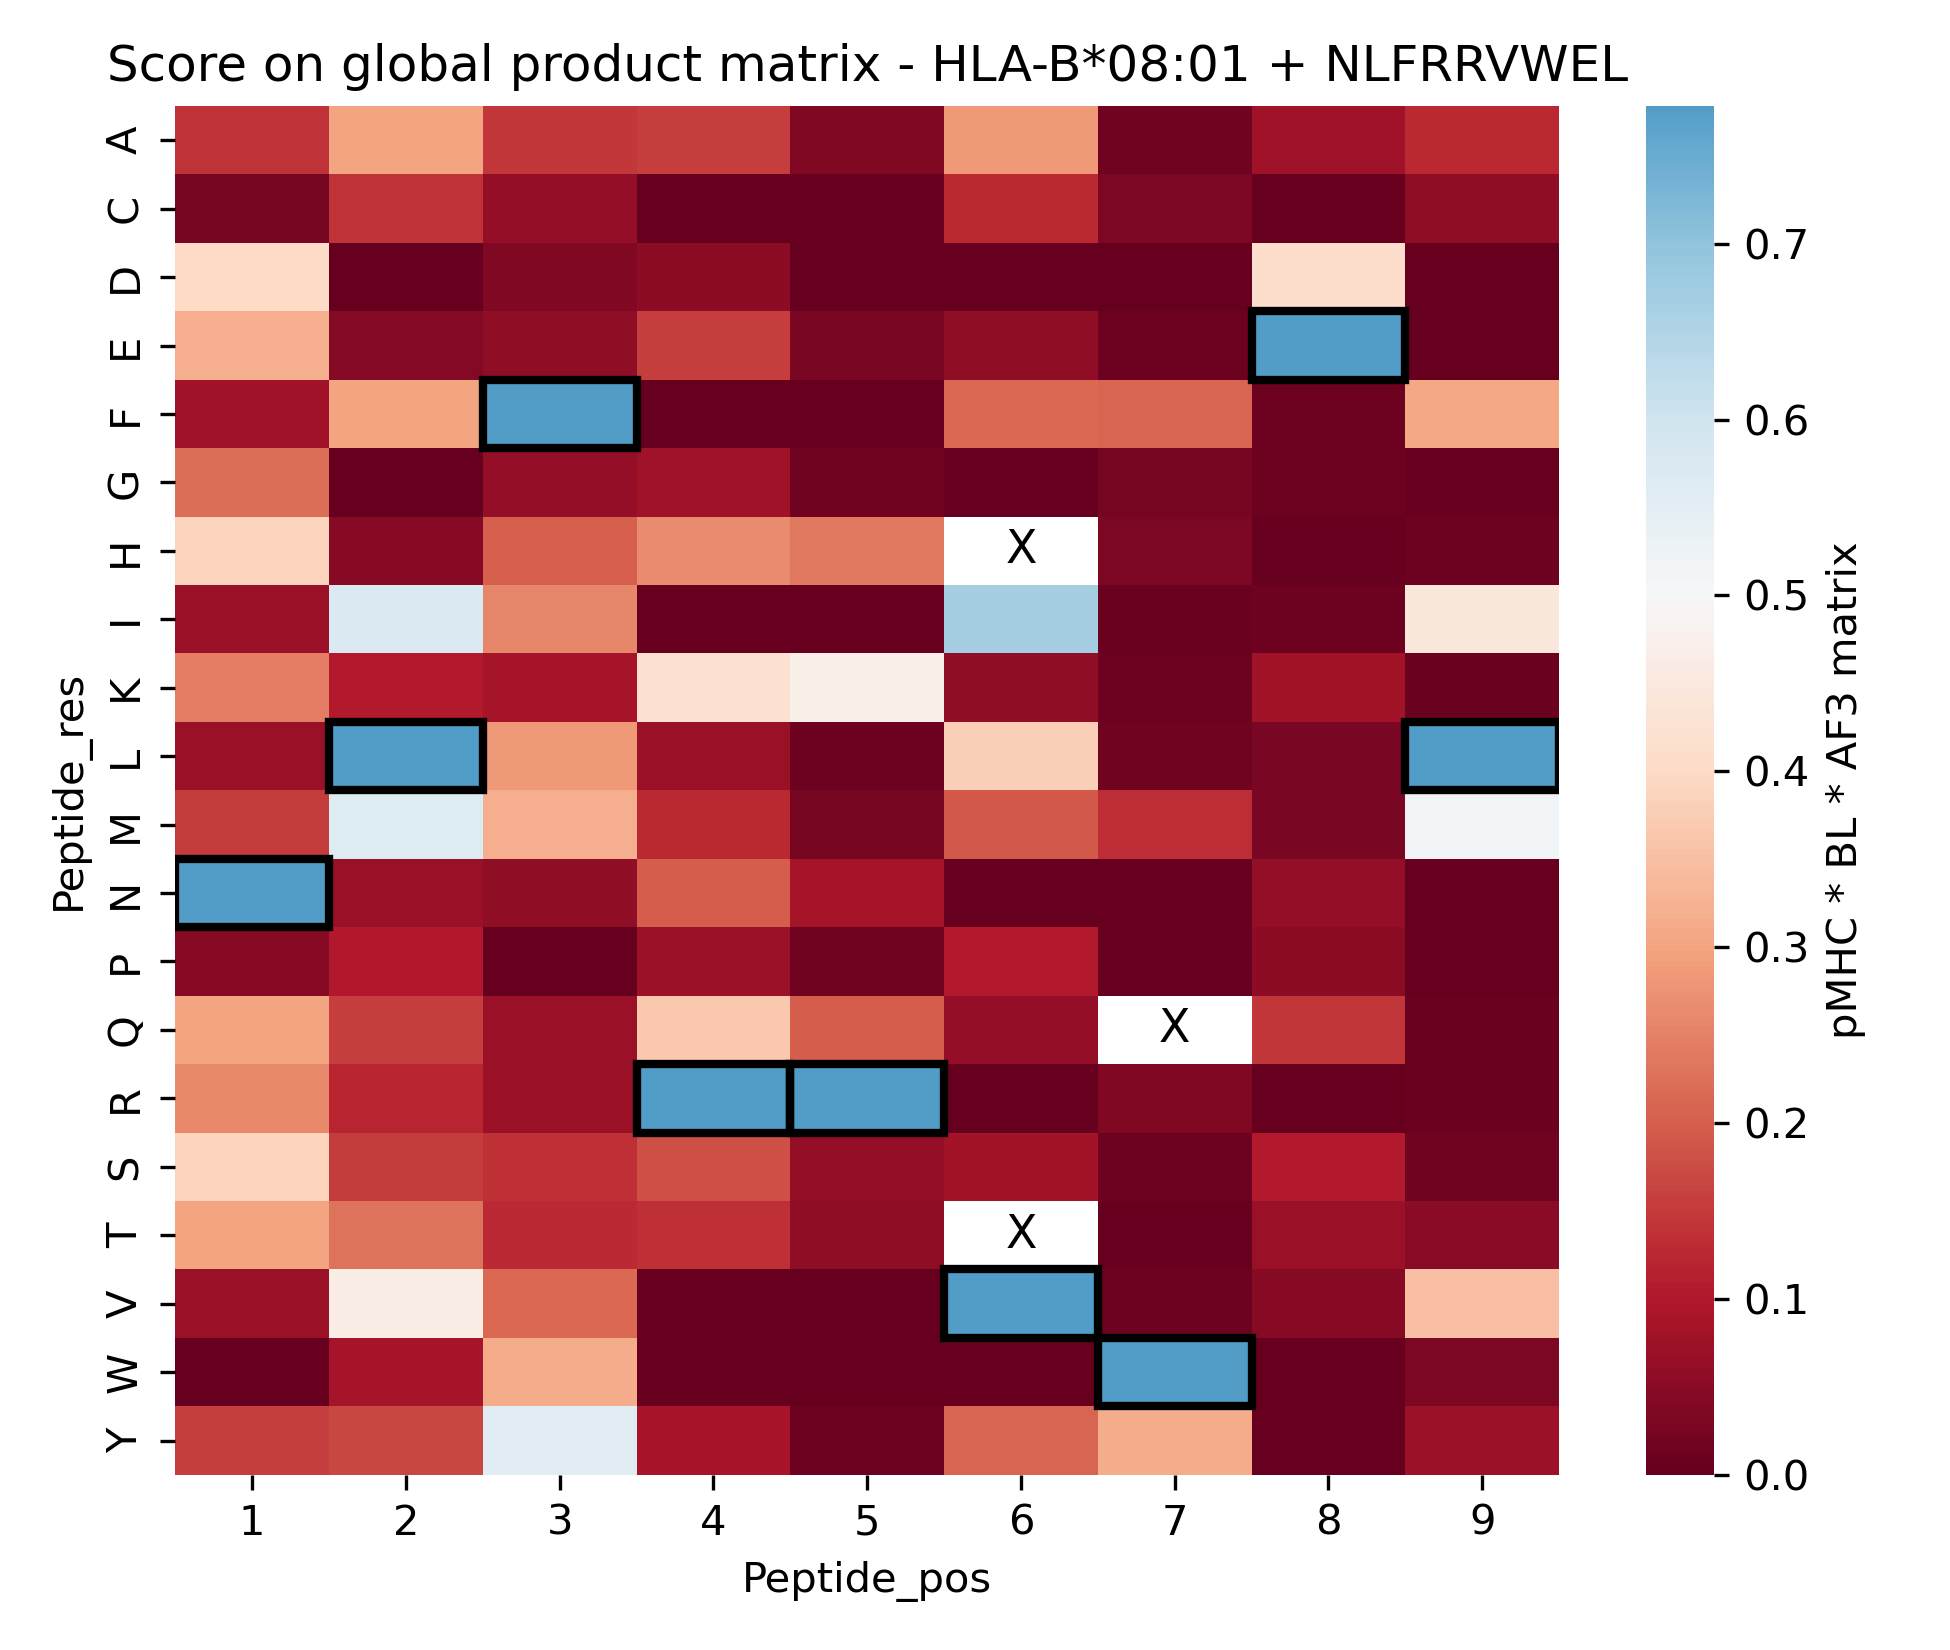 Score on global product matrix - HLA-B*08:01 + NLFRRVWEL
A
C
D
E
F
G
H
I
K
L
M
N
P
Q
R
S
T
V
W
Y
Peptide_res
X
X
X
1 2 3 4 5 6 7 8 9
Peptide_pos
0.7
0.6
0.5
0.4
0.3
0.2
0.1
0.0
pMHC * BL * AF3 matrix